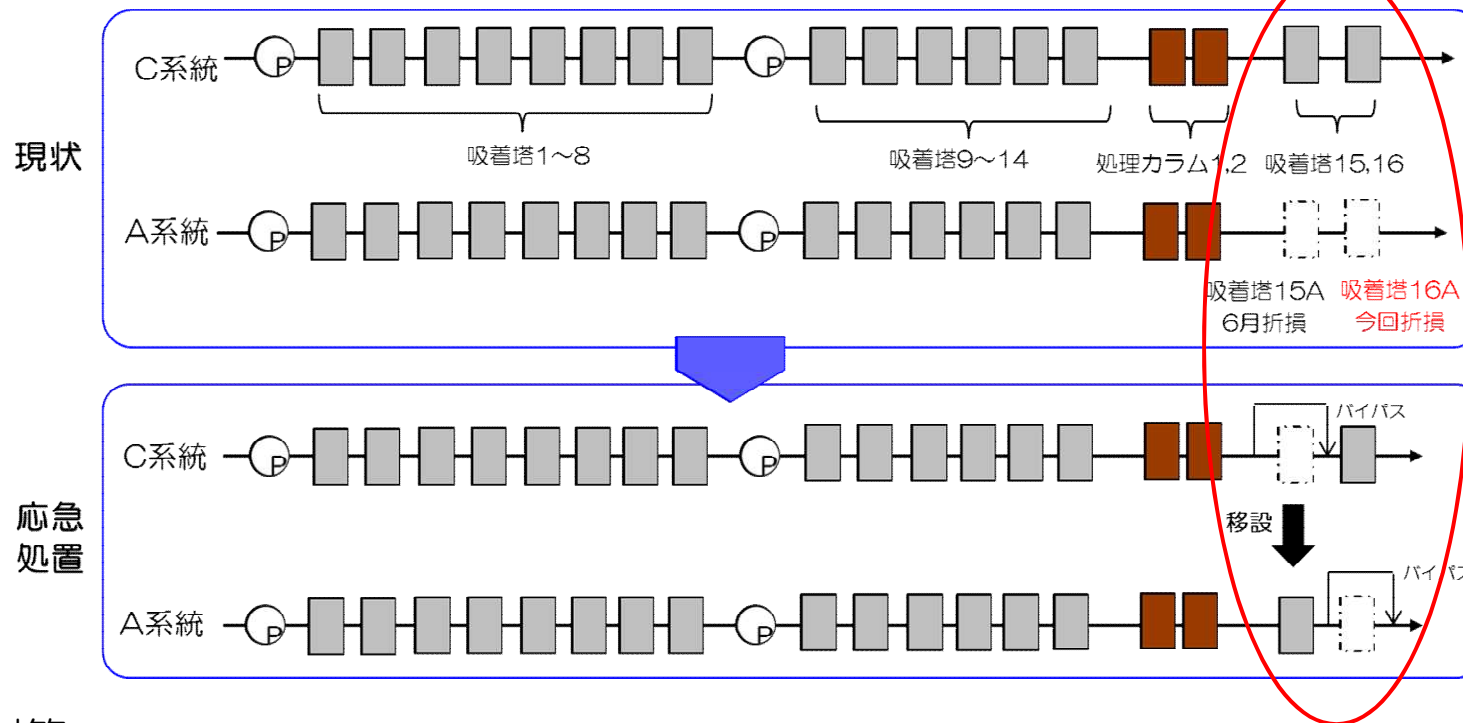 現状
C系統
P
P
吸着塔1～8
吸着塔9～14
処理カラム1,2
吸着塔15,16
A系統
P
P
吸着塔15A
6月折損
吸着塔16A
今回折損
応急
処置
C系統
P
P
バイパス
移設
A系統
P
P
バイパス